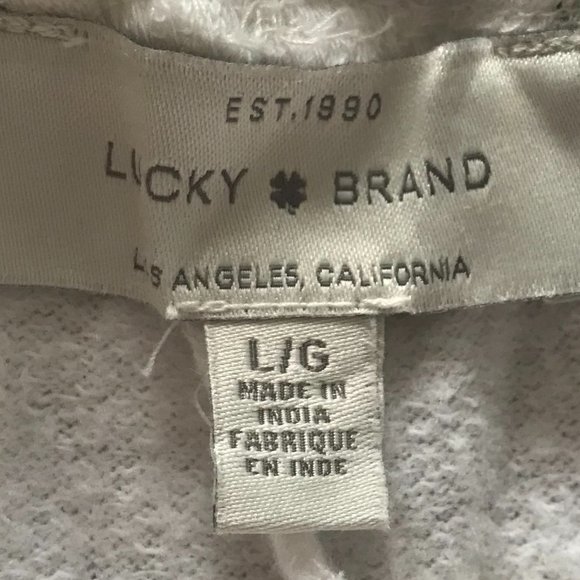 EST.1990
LUCKY BRAND
LOS ANGELES, CALIFORNIA
L/G
MADE IN
INDIA
FABRIQUE
EN INDE